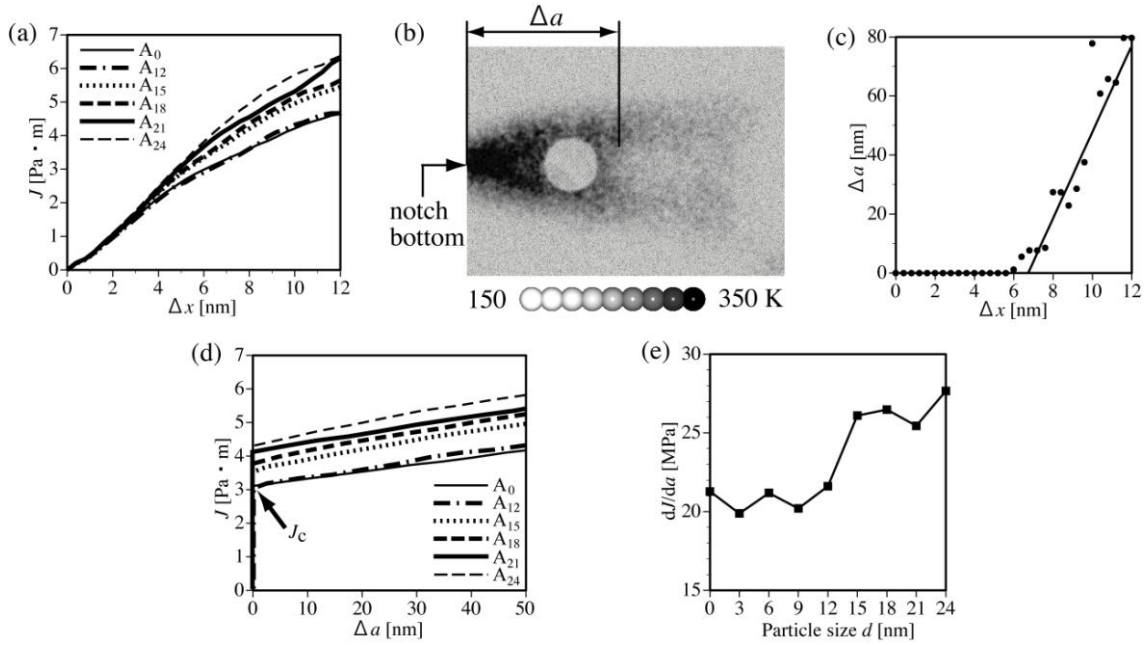 (a)
7
6
5
4
3
2
1
0
J [Pa・m]
A0
A12
A15
A18
A21
A24
0 2 4 6 8 10 12
Δx [nm]
(b)
Δa
notch
bottom
150 350 K
(c)
80
60
40
20
0
Δa [nm]
0 2 4 6 8 10 12
Δx [nm]
(d)
7
6
5
4
3
2
1
0
J [Pa・m]
Jc
A0
A12
A15
A18
A21
A24
0 10 20 30 40 50
Δa [nm]
(e)
30
25
20
15
dJ/da [MPa]
0 3 6 9 12 15 18 21 24
Particle size d [nm]